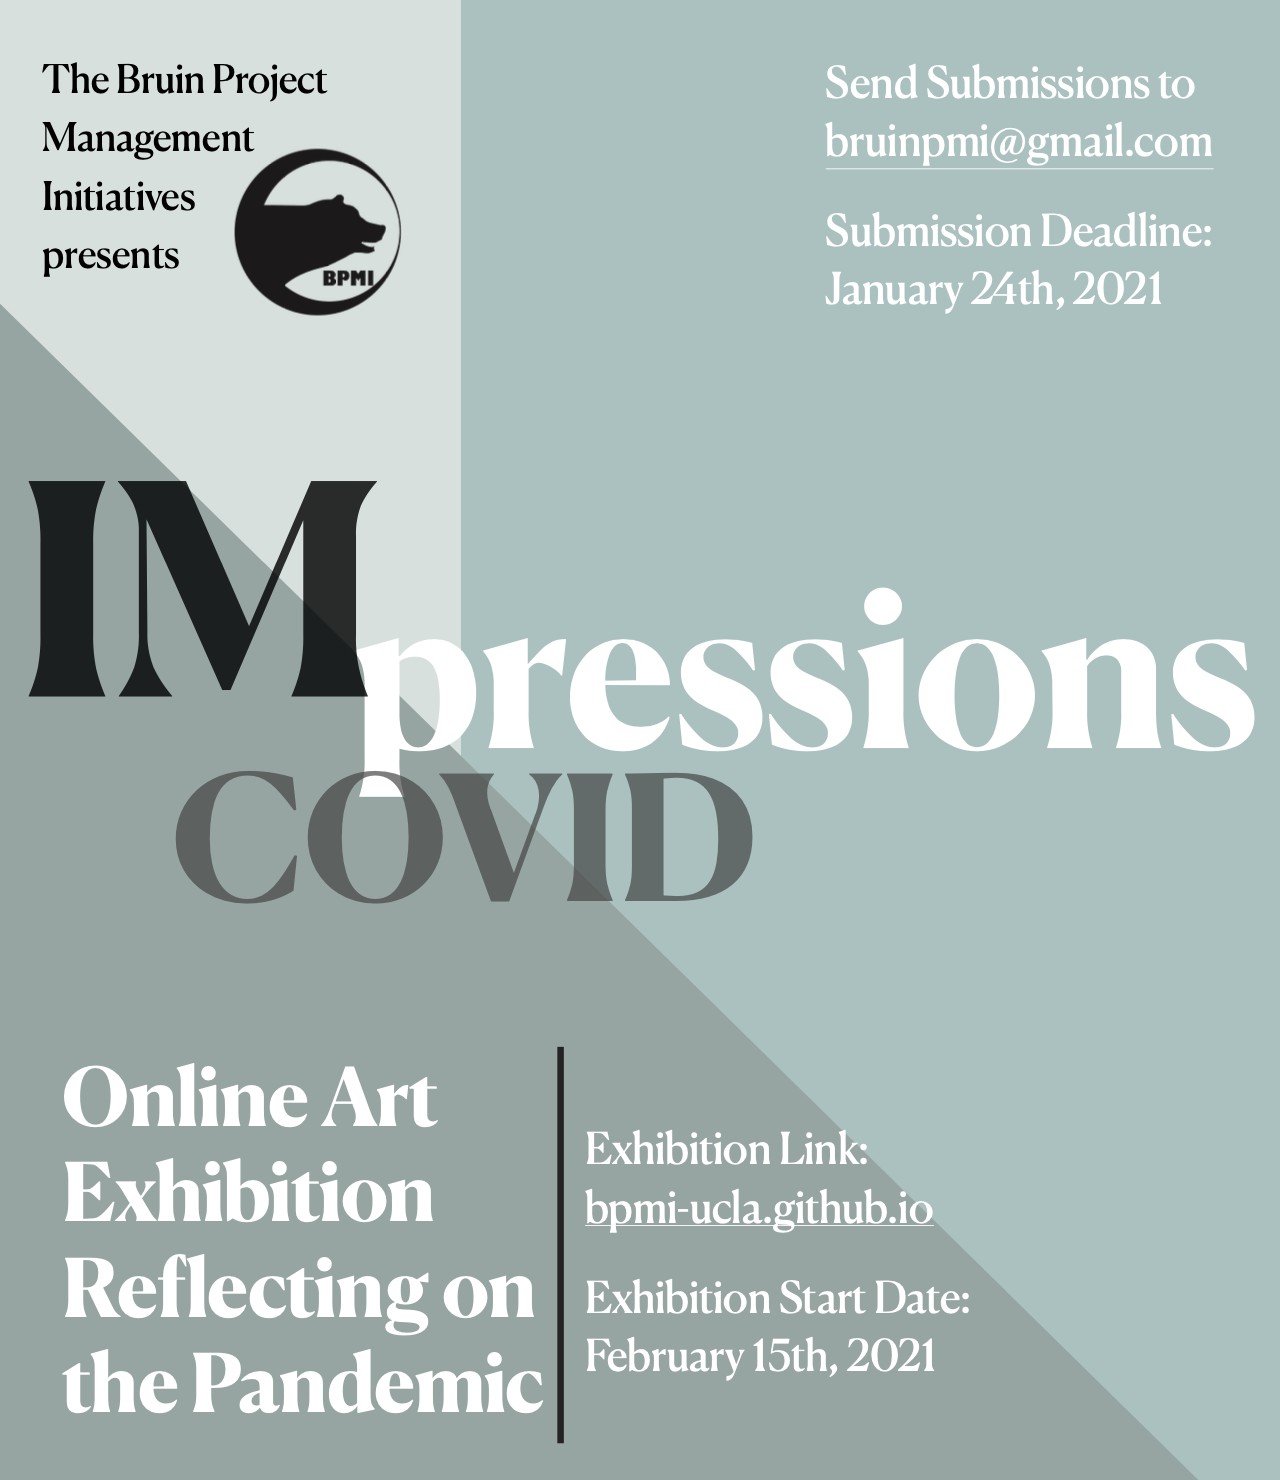 The Bruin Project
Management
Initiatives
presents
BPMI
Send Submissions to
bruinpmi@gmail.com
Submission Deadline:
January 24th, 2021
IMpressions
COVID
Online Art
Exhibition
Reflecting on
the Pandemic
Exhibition Link:
bpmi-ucla.github.io
Exhibition Start Date:
February 15th, 2021